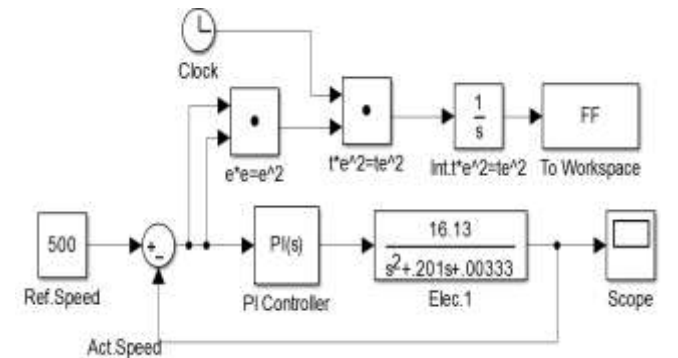 Clock
e*e=e^2
t*e^2=te^2
1
s
Int.t*e^2=te^2
FF
To Workspace
500
Ref.Speed
+
−
PI(s)
PI Controller
16.13
s²+.201s+.00333
Elec.1
Scope
Act.Speed